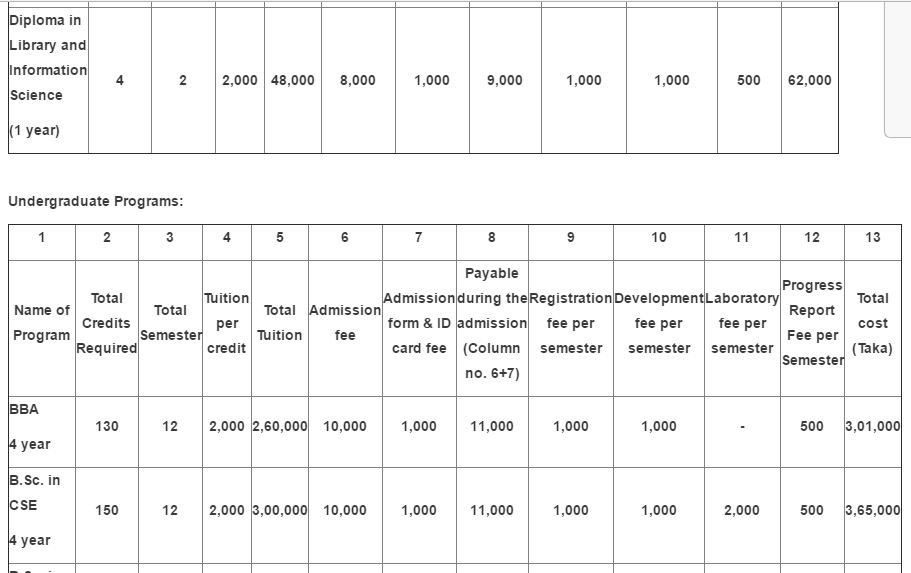 Diploma in
Library and
Information
Science
(1 year)
4 2 2,000 48,000 8,000 1,000 9,000 1,000 1,000 500 62,000
Undergraduate Programs:
1 2 3 4 5 6 7 8 9 10 11 12 13
Name of
Program
Total
Credits
Required
Total
Semester
Tuition
per
credit
Total
Tuition
Admission
fee
Admission
form & ID
card fee
Payable
during the
admission
(Column
no. 6+7)
Registration
fee per
semester
Development
fee per
semester
Laboratory
fee per
semester
Progress
Report
Fee per
Semester
Total
cost
(Taka)
BBA
4 year
130 12 2,000 2,60,000 10,000 1,000 11,000 1,000 1,000 - 500 3,01,000
B.Sc. in
CSE
4 year
150 12 2,000 3,00,000 10,000 1,000 11,000 1,000 1,000 2,000 500 3,65,000